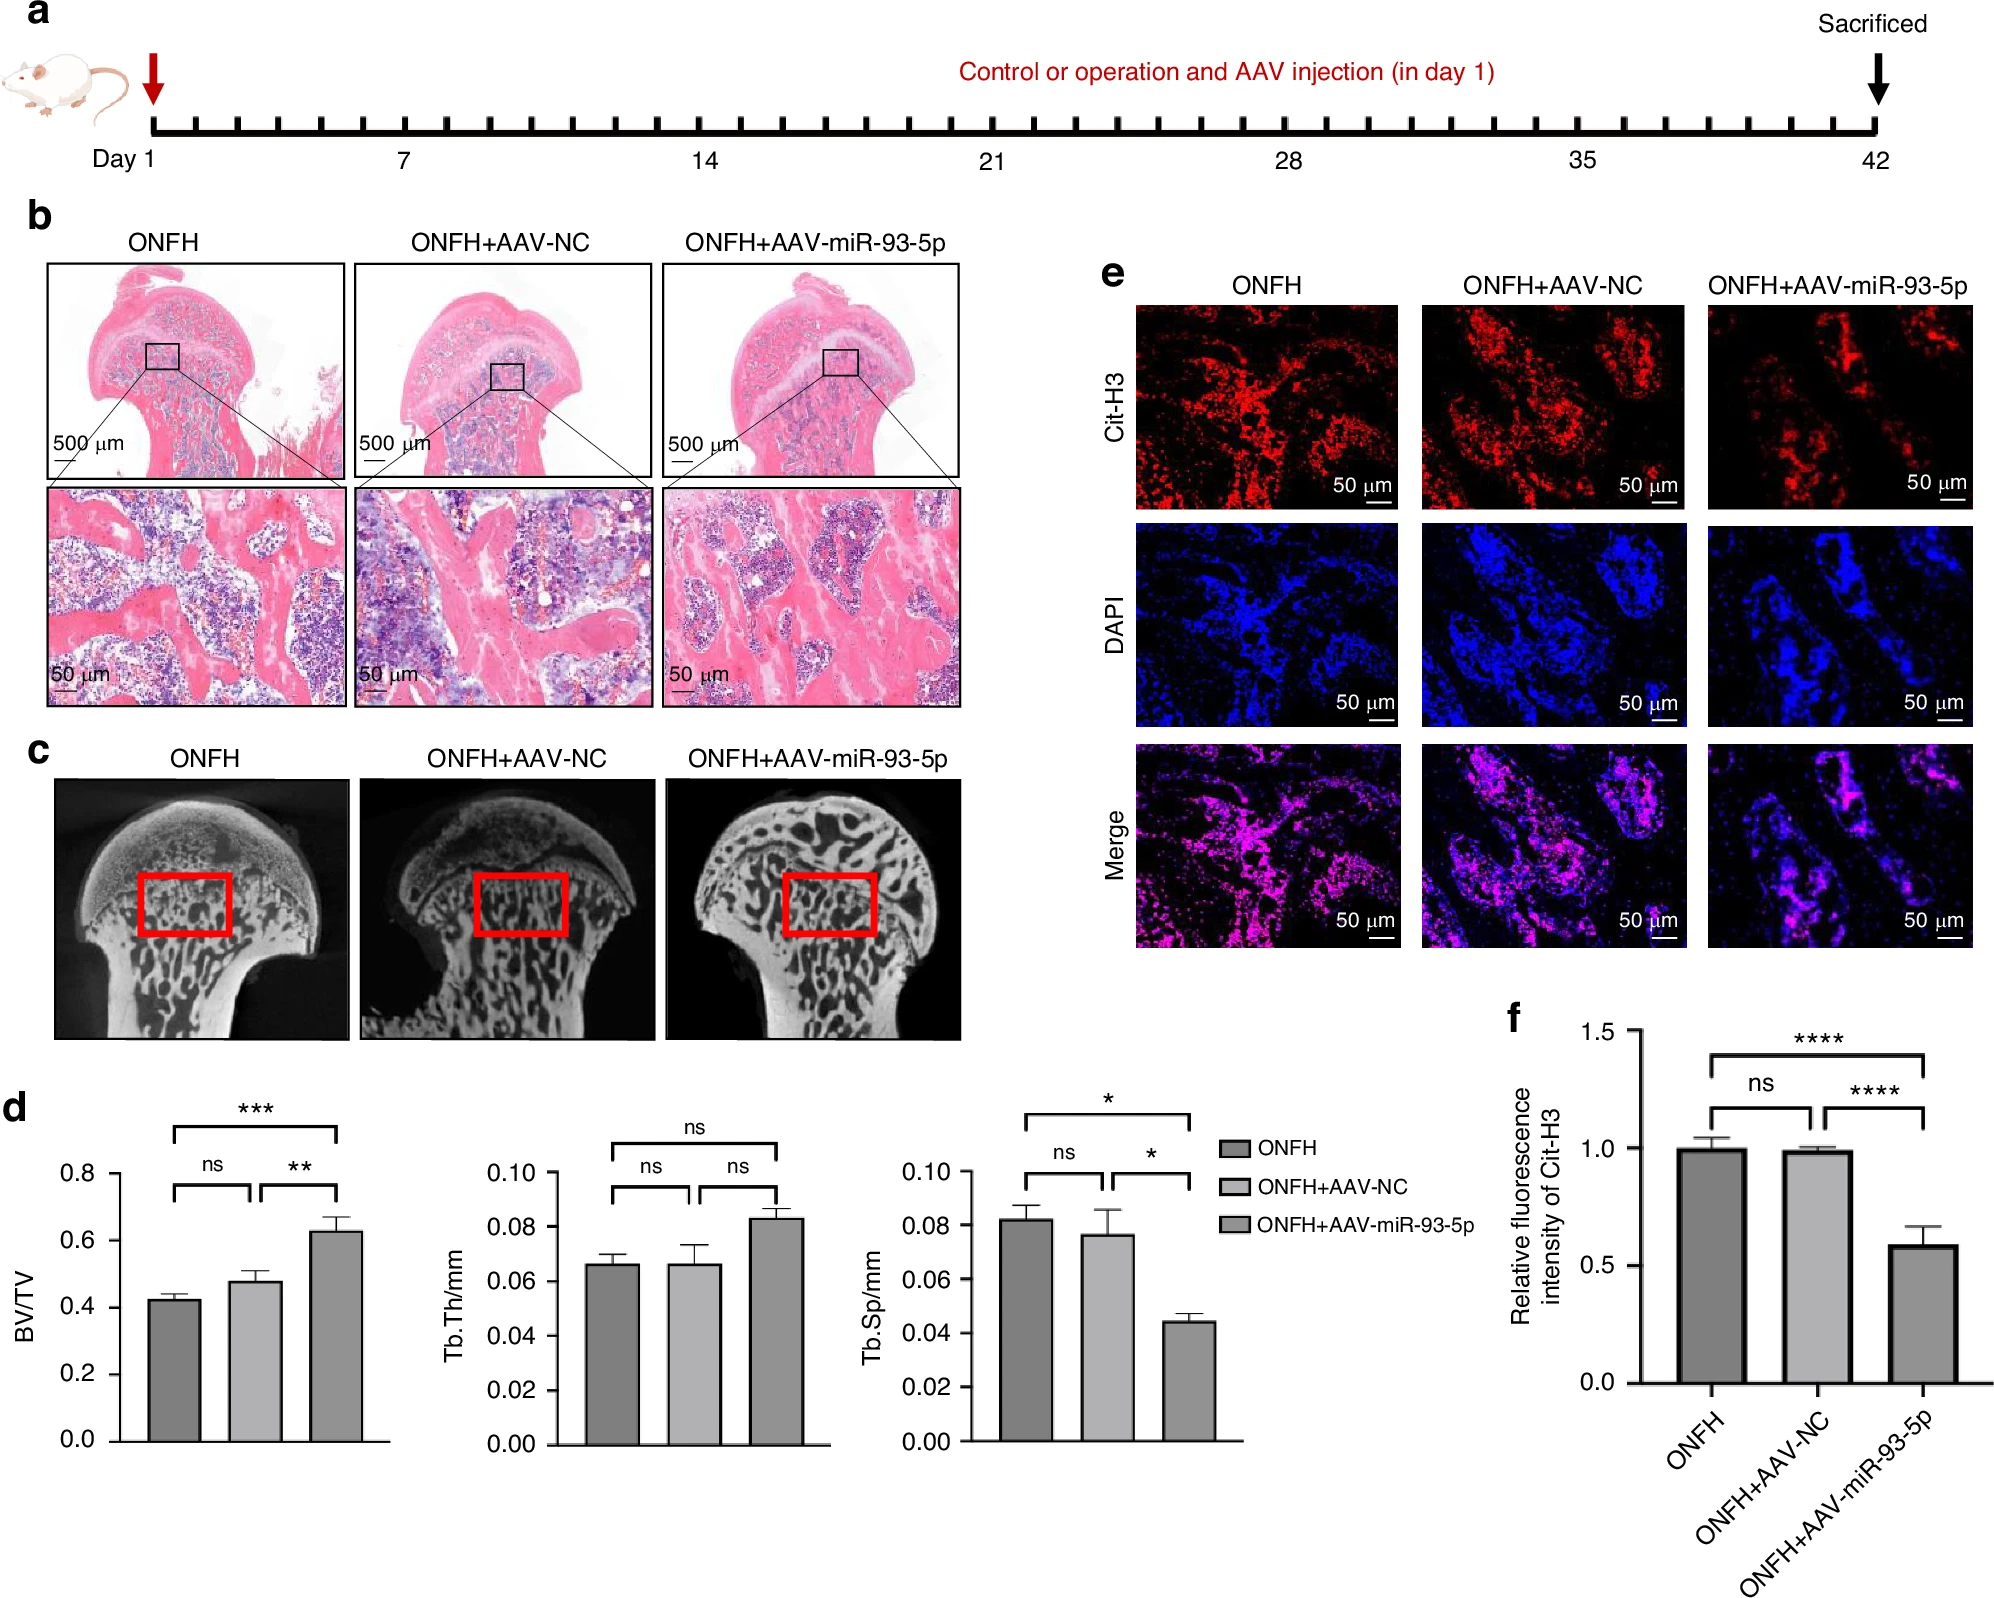 a
Sacrificed
Control or operation and AAV injection (in day 1)
Day 1 7 14 21 28 35 42
b
ONFH ONFH+AAV-NC ONFH+AAV-miR-93-5p
500 μm 500 μm 500 μm
50 μm 50 μm 50 μm
c
ONFH ONFH+AAV-NC ONFH+AAV-miR-93-5p
d
BV/TV
0.8
0.6
0.4
0.2
0.0
***
ns **
Tb.Th/mm
0.10
0.08
0.06
0.04
0.02
0.00
ns
ns ns
Tb.Sp/mm
0.10
0.08
0.06
0.04
0.02
0.00
*
ns *
ONFH
ONFH+AAV-NC
ONFH+AAV-miR-93-5p
e
ONFH ONFH+AAV-NC ONFH+AAV-miR-93-5p
Cit-H3
50 μm 50 μm 50 μm
DAPI
50 μm 50 μm 50 μm
Merge
50 μm 50 μm 50 μm
f
Relative fluorescence
intensity of Cit-H3
1.5
1.0
0.5
0.0
****
ns ****
ONFH
ONFH+AAV-NC
ONFH+AAV-miR-93-5p